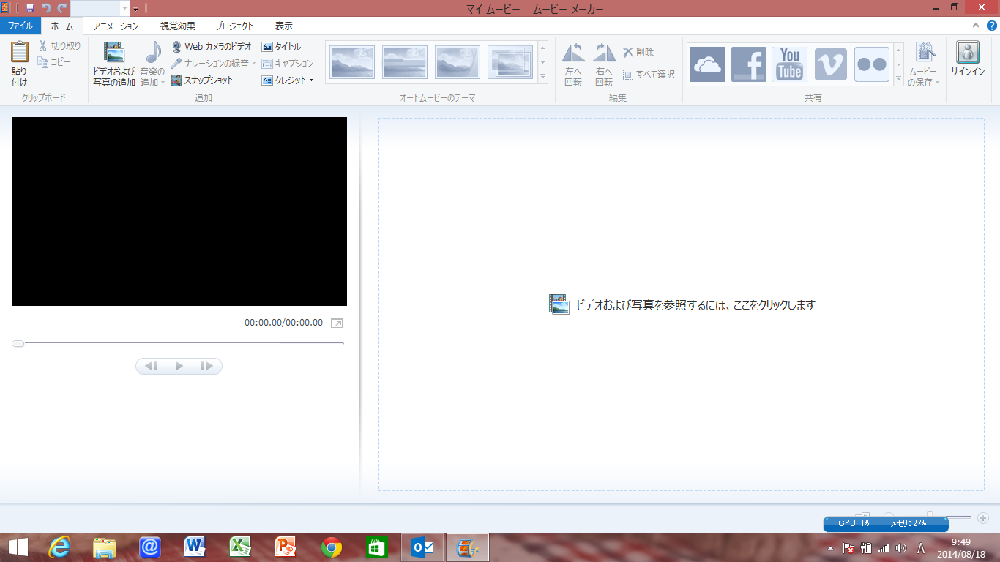 マイ ムービー - ムービー メーカー
ファイル ホーム アニメーション 視覚効果 プロジェクト 表示
貼り
付け
切り取り
コピー
クリップボード
ビデオおよび
写真の追加
音楽の
追加
Web カメラのビデオ
ナレーションの録音
スナップショット
タイトル
キャプション
クレジット
追加
オートムービーのテーマ
左へ
回転
右へ
回転
削除
すべて選択
編集
You
Tube
共有
ムービー
の保存
サインイン
00:00.00/00:00.00
ビデオおよび写真を参照するには、ここをクリックします
CPU: 1% メモリ: 27%
A
9:49
2014/08/18